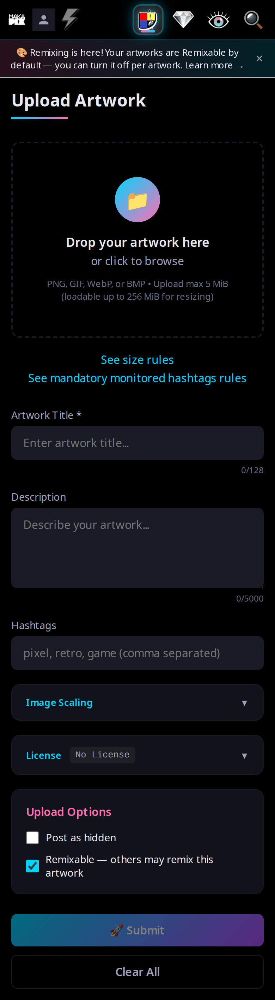 🎨 Remixing is here! Your artworks are Remixable by
default — you can turn it off per artwork. Learn more →
×
Upload Artwork
Drop your artwork here
or click to browse
PNG, GIF, WebP, or BMP • Upload max 5 MiB
(loadable up to 256 MiB for resizing)
See size rules
See mandatory monitored hashtags rules
Artwork Title *
Enter artwork title...
0/128
Description
Describe your artwork...
0/5000
Hashtags
pixel, retro, game (comma separated)
Image Scaling ▼
License No License ▼
Upload Options
Post as hidden
Remixable — others may remix this
artwork
🚀 Submit
Clear All